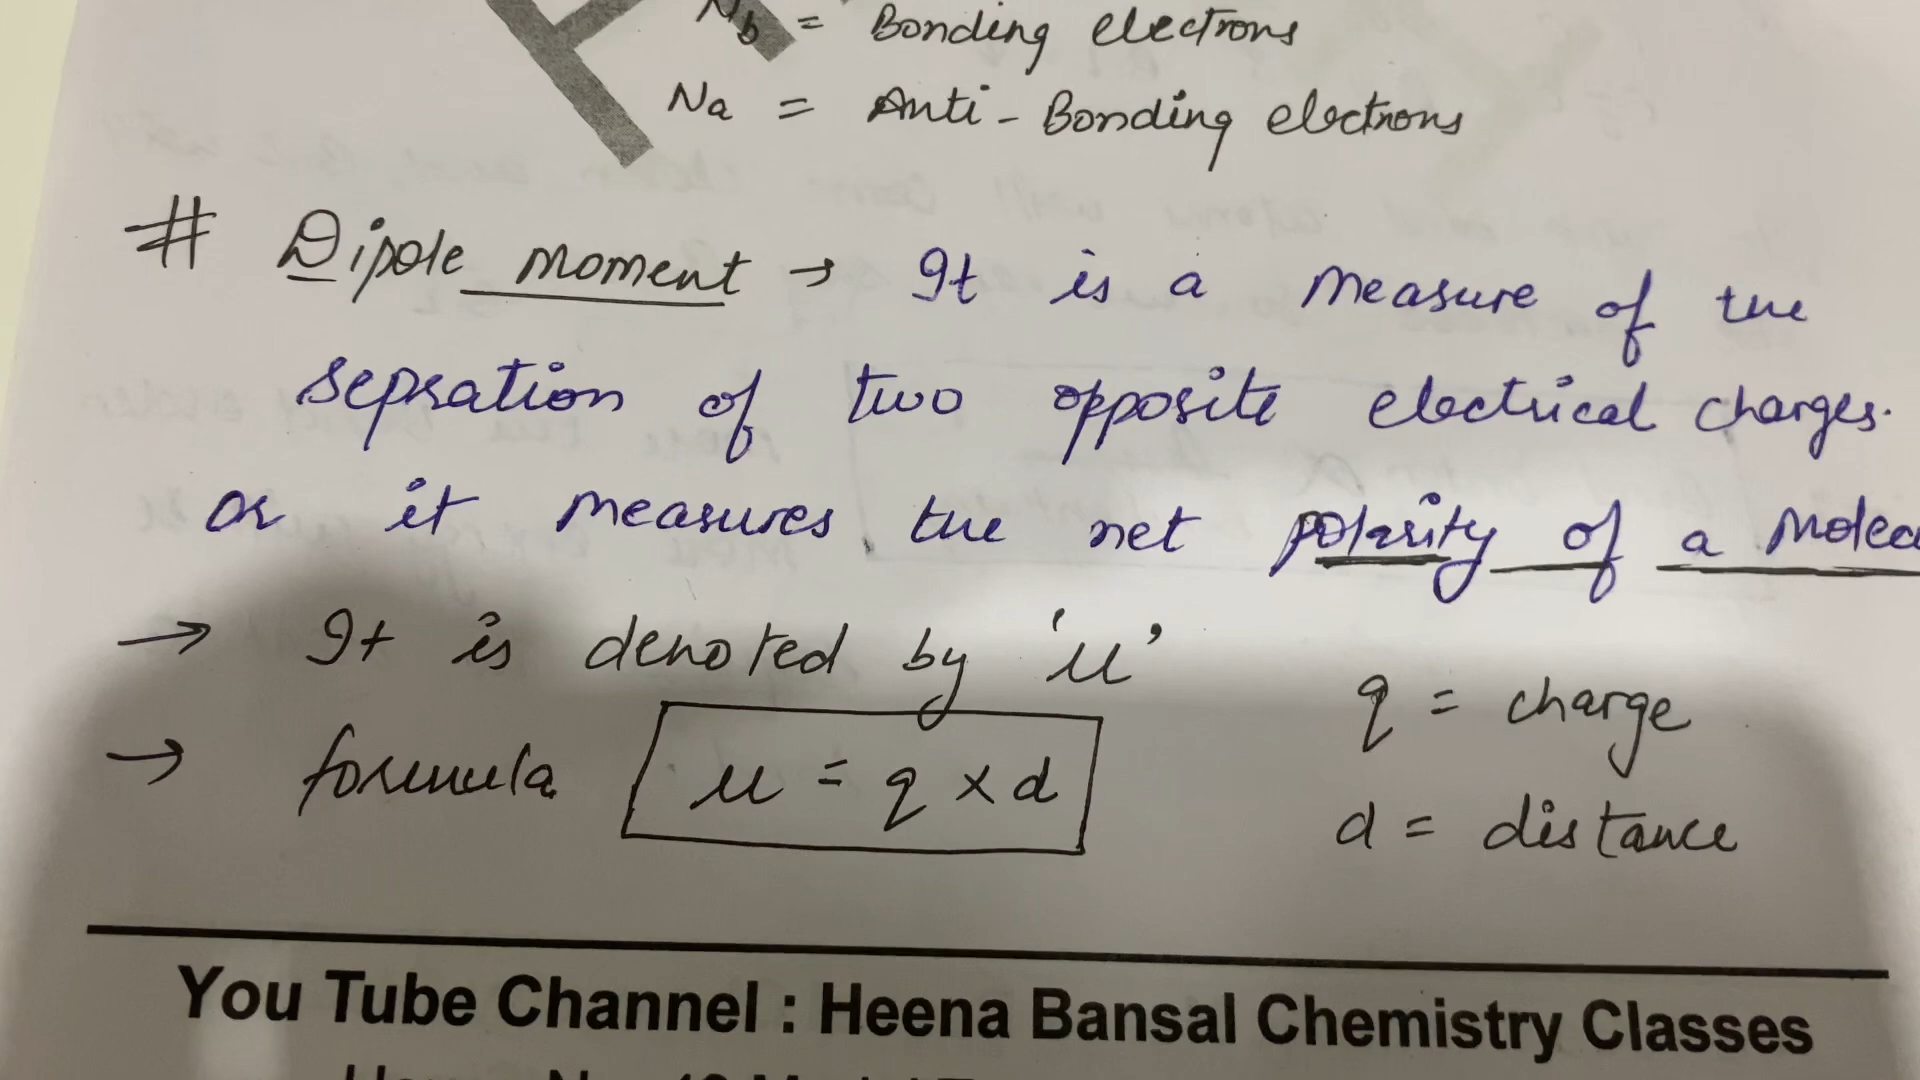 Nb = Bonding electrons
Na = Anti-Bonding electrons
# Dipole moment → It is a measure of the
sepration of two opposite electrical charges.
or it measures the net polarity of a Molec
→ It is denoted by 'μ'
q = charge
→ formula μ = q × d
d = distance
You Tube Channel : Heena Bansal Chemistry Classes